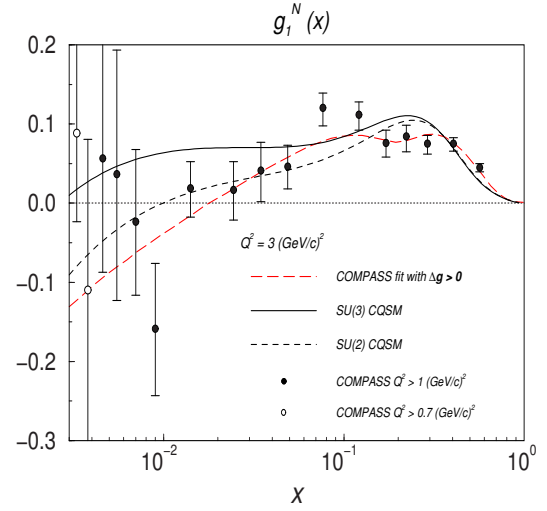 g₁ᴺ (x)
0.2
0.1
0.0
−0.1
−0.2
−0.3
Q² = 3 (GeV/c)²
COMPASS fit with Δg > 0
SU(3) CQSM
SU(2) CQSM
COMPASS Q² > 1 (GeV/c)²
COMPASS Q² > 0.7 (GeV/c)²
10⁻² 10⁻¹ 10⁰
x